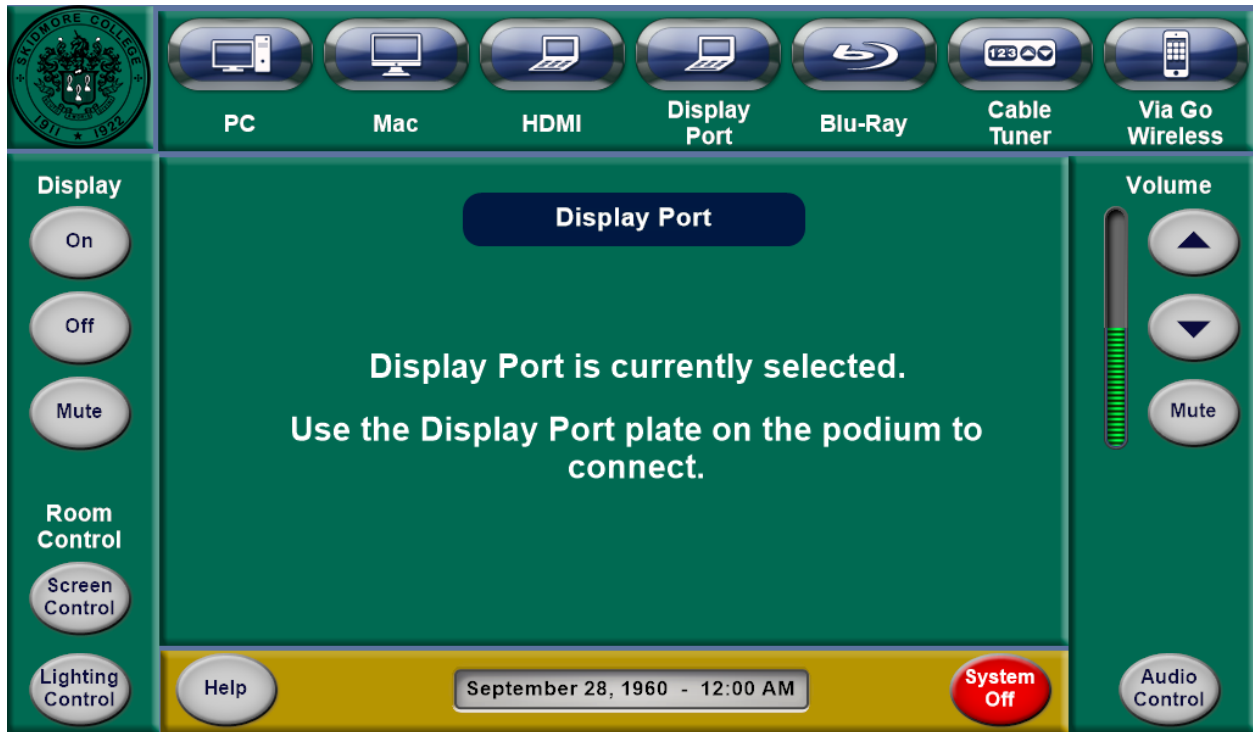 SKIDMORE COLLEGE
1911 ★ 1922
PC
Mac
HDMI
Display
Port
Blu-Ray
123
Cable
Tuner
Via Go
Wireless
Display
On
Off
Mute
Room
Control
Screen
Control
Lighting
Control
Display Port
Display Port is currently selected.
Use the Display Port plate on the podium to
connect.
Volume
Mute
Audio
Control
Help
September 28, 1960 - 12:00 AM
System
Off